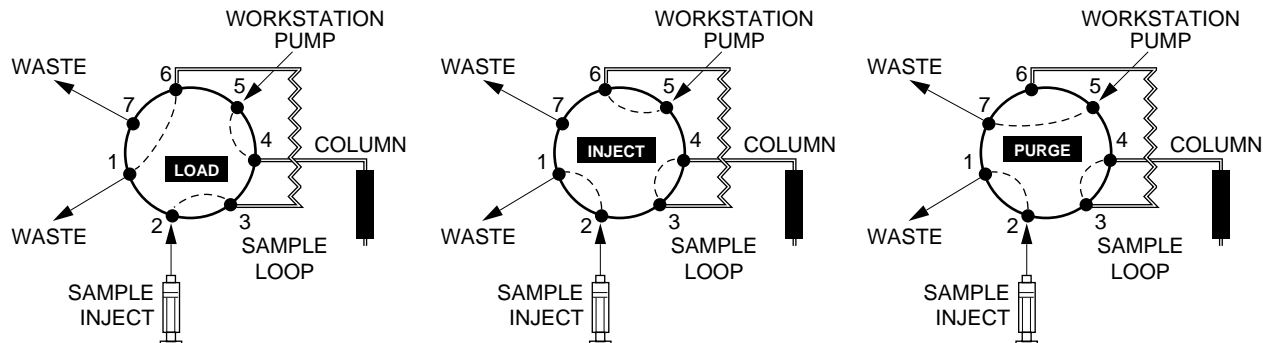 WORKSTATION
PUMP
WASTE
6
5
7
4
COLUMN
LOAD
1
2
3
WASTE
SAMPLE
LOOP
SAMPLE
INJECT
WORKSTATION
PUMP
WASTE
6
5
7
4
COLUMN
INJECT
1
2
3
WASTE
SAMPLE
LOOP
SAMPLE
INJECT
WORKSTATION
PUMP
WASTE
6
5
7
4
COLUMN
PURGE
1
2
3
WASTE
SAMPLE
LOOP
SAMPLE
INJECT